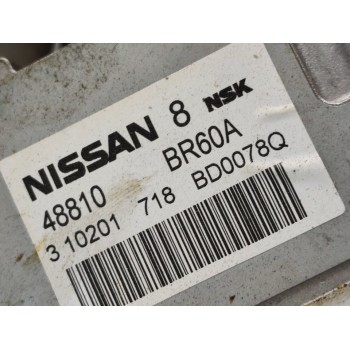 NISSAN 8 NSK
48810 BR60A
3 10201 718 BD0078Q